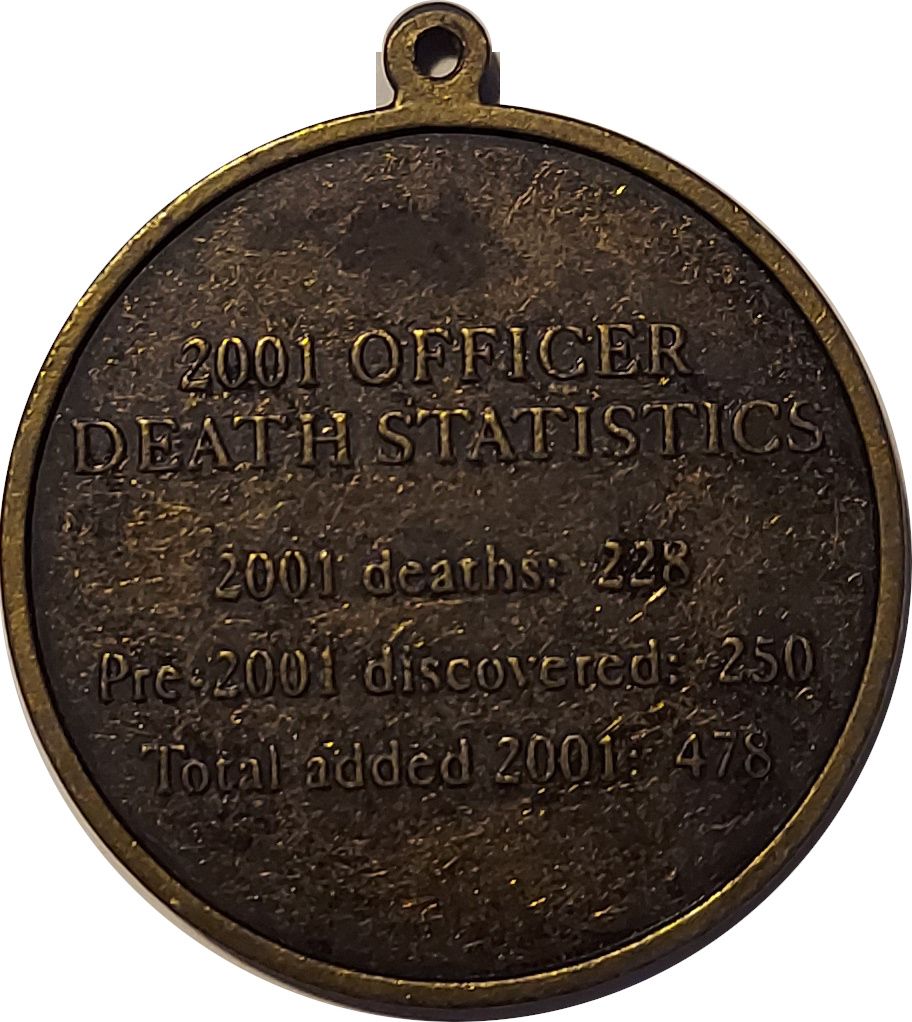 2001 OFFICER
DEATH STATISTICS
2001 deaths: 228
Pre-2001 discovered: 250
Total added 2001: 478